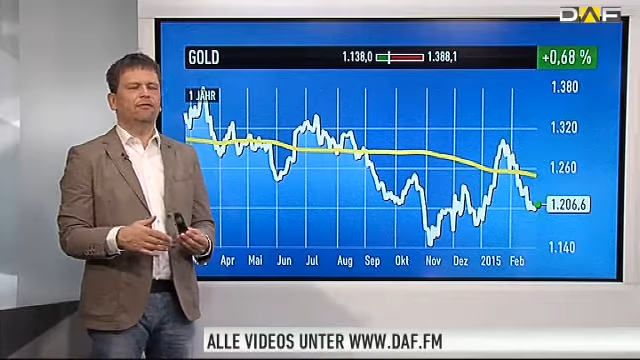 DAF
GOLD 1.138,0 1.388,1 +0,68 %
1 JAHR
1.380
1.320
1.260
1.206,6
1.140
Apr Mai Jun Jul Aug Sep Okt Nov Dez 2015 Feb
ALLE VIDEOS UNTER WWW.DAF.FM